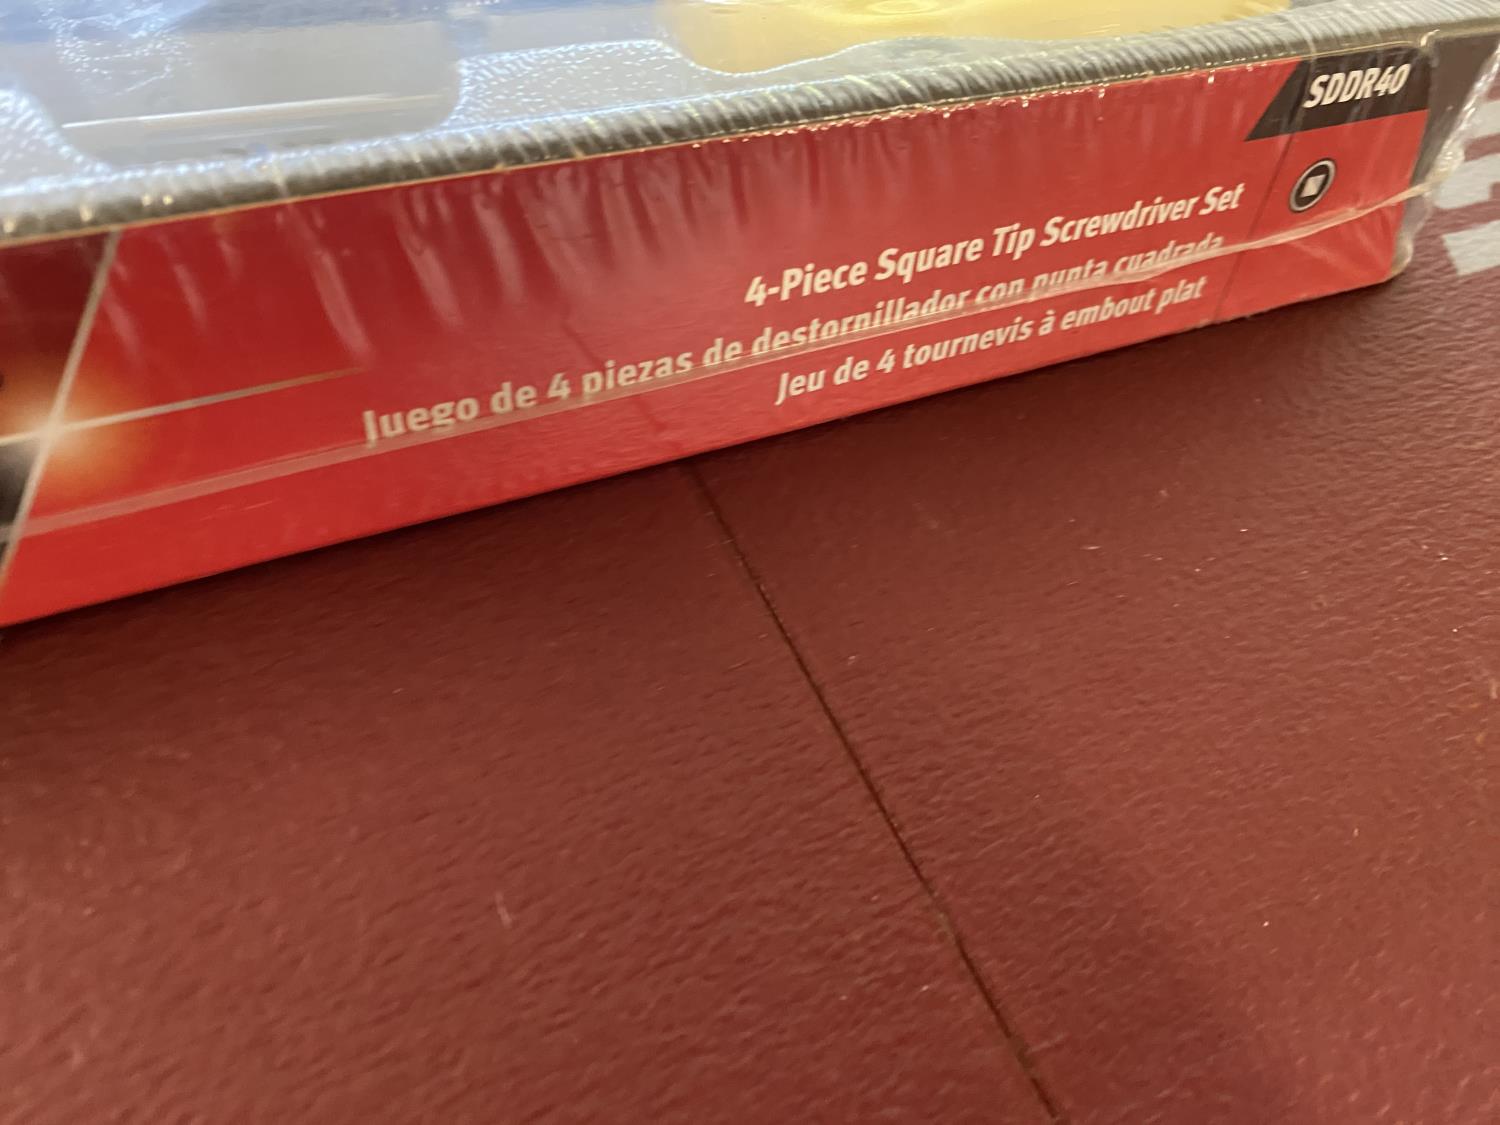 SDDR40
4-Piece Square Tip Screwdriver Set
Juego de 4 piezas de destornillador con punta cuadrada
Jeu de 4 tournevis à embout plat